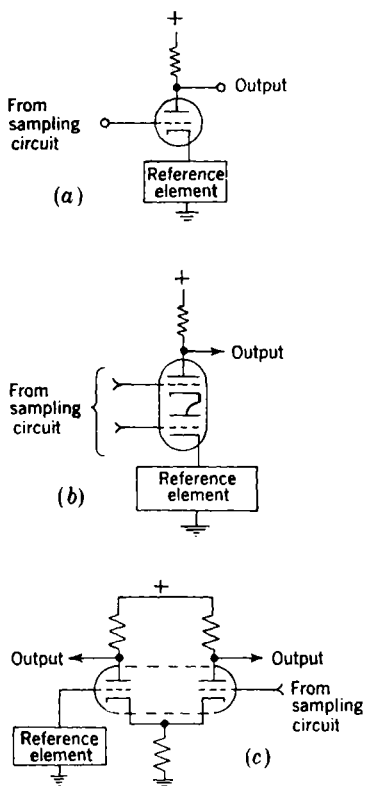 +
Output
From
sampling
circuit
Reference
element
(a)
+
Output
From
sampling
circuit
Reference
element
(b)
+
Output
Output
From
sampling
circuit
Reference
element
(c)